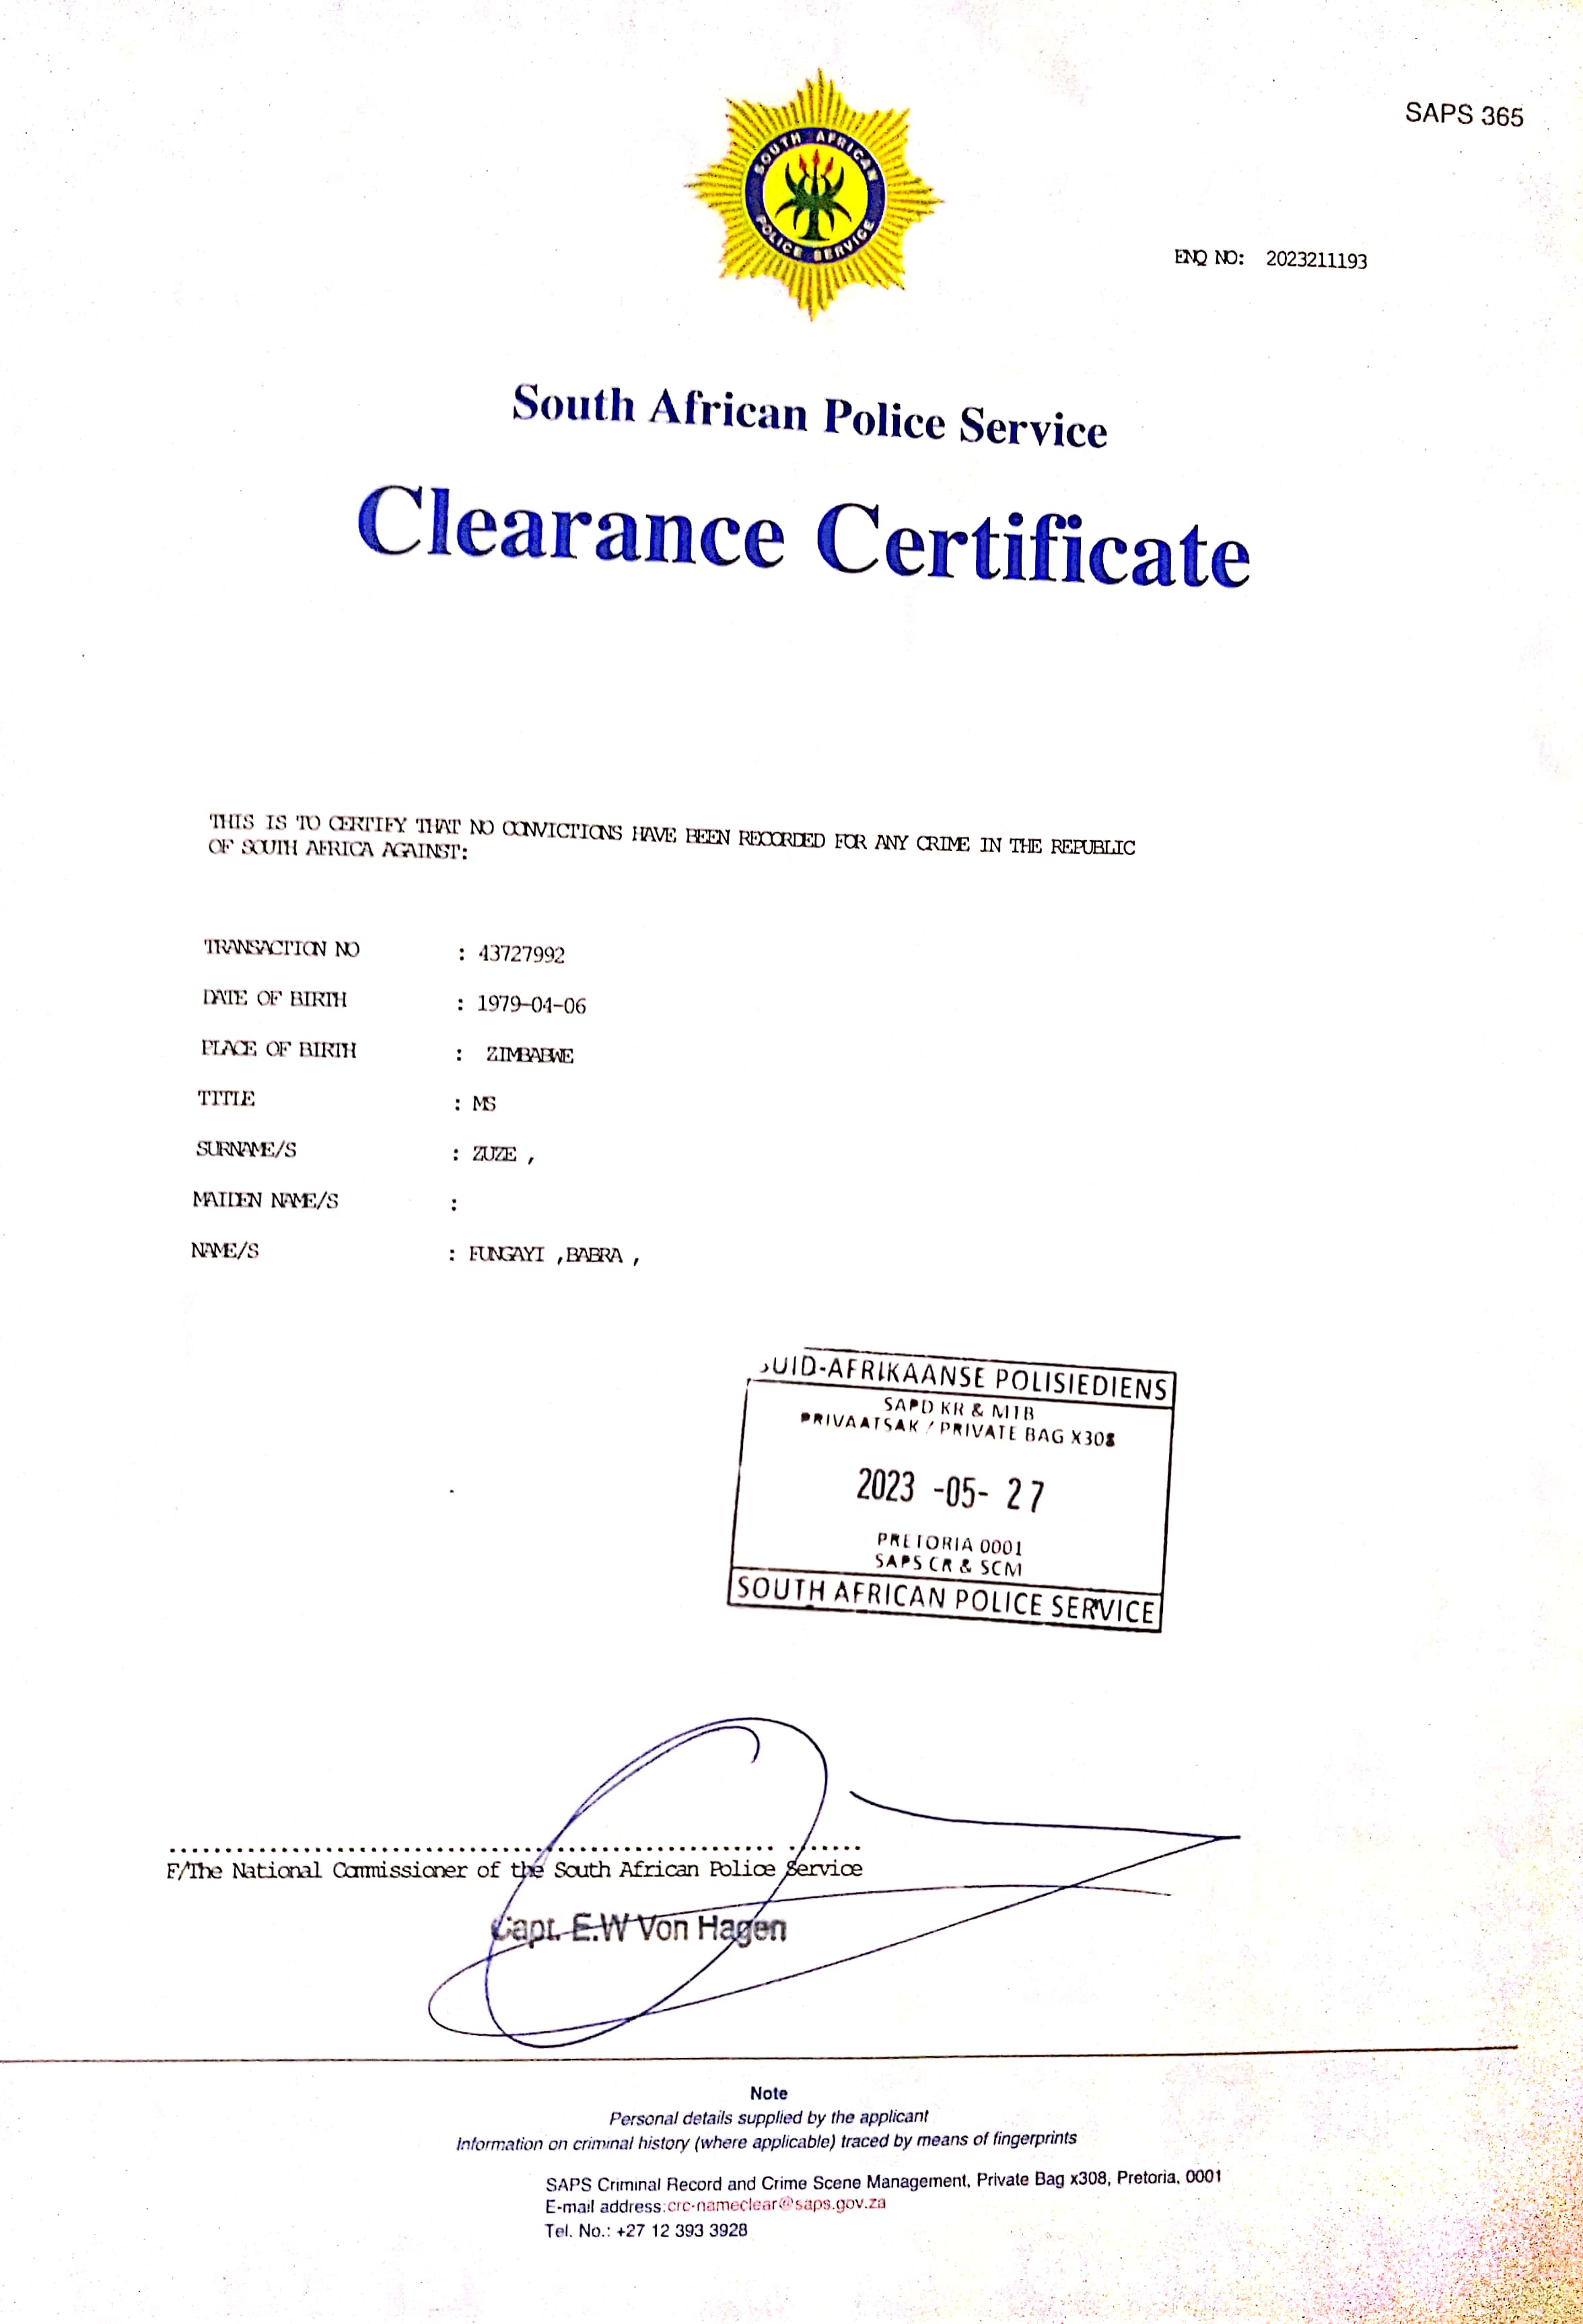 SAPS 365
SOUTH AFRICAN
POLICE SERVICE
ENQ NO: 2023211193
South African Police Service
Clearance Certificate
THIS IS TO CERTIFY THAT NO CONVICTIONS HAVE BEEN RECORDED FOR ANY CRIME IN THE REPUBLIC
OF SOUTH AFRICA AGAINST:
TRANSACTION NO : 43727992
DATE OF BIRTH : 1979-04-06
PLACE OF BIRTH : ZIMBABWE
TITLE : MS
SURNAME/S : ZUZE ,
MAIDEN NAME/S :
NAME/S : FUNGAYI ,BABRA ,
SUID-AFRIKAANSE POLISIEDIENS
SAPD KR & MTB
PRIVAATSAK / PRIVATE BAG X308
2023 -05- 27
PRETORIA 0001
SAPS CR & SCM
SOUTH AFRICAN POLICE SERVICE
F/The National Commissioner of the South African Police Service
Capt. E.W Von Hagen
Note
Personal details supplied by the applicant
Information on criminal history (where applicable) traced by means of fingerprints
SAPS Criminal Record and Crime Scene Management, Private Bag x308, Pretoria, 0001
E-mail address:crc-nameclear@saps.gov.za
Tel. No.: +27 12 393 3928